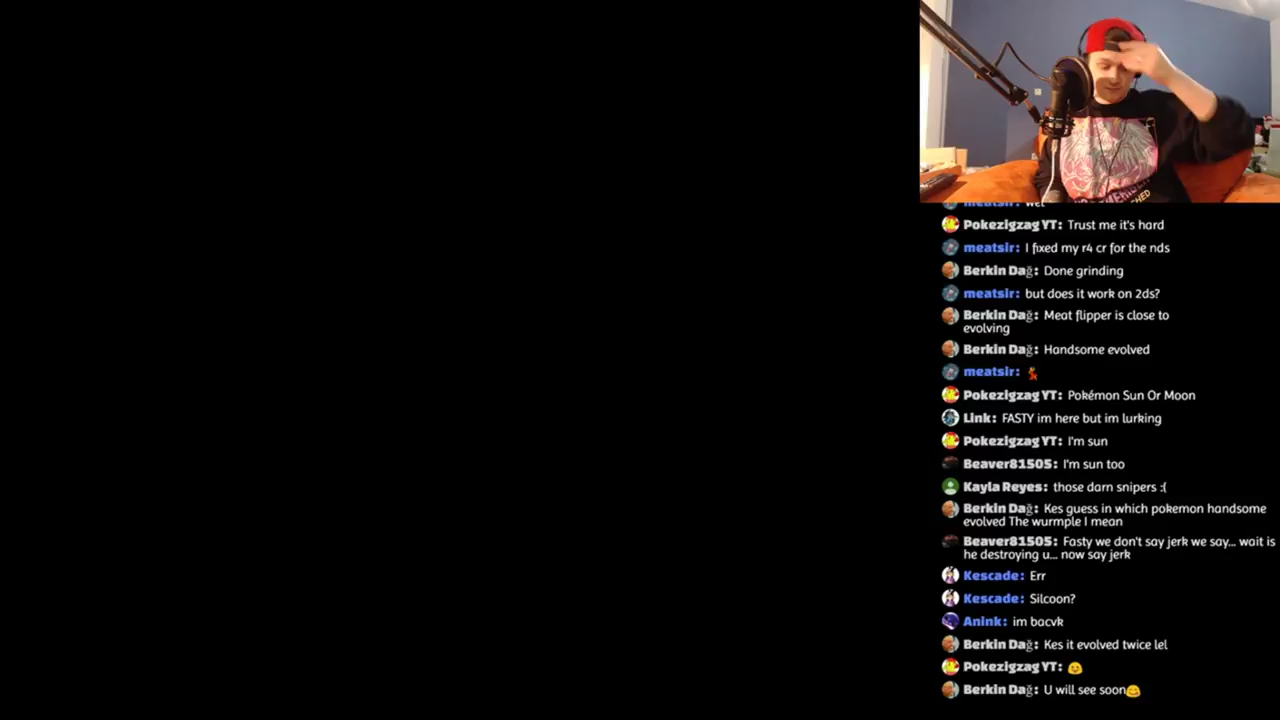 meatsir: wet
Pokezigzag YT: Trust me it's hard
meatsir: I fixed my r4 cr for the nds
Berkin Dağ: Done grinding
meatsir: but does it work on 2ds?
Berkin Dağ: Meat flipper is close to
evolving
Berkin Dağ: Handsome evolved
meatsir: 💃
Pokezigzag YT: Pokémon Sun Or Moon
Link: FASTY im here but im lurking
Pokezigzag YT: I'm sun
Beaver81505: I'm sun too
Kayla Reyes: those darn snipers :(
Berkin Dağ: Kes guess in which pokemon handsome
evolved The wurmple I mean
Beaver81505: Fasty we don't say jerk we say... wait is
he destroying u... now say jerk
Kescade: Err
Kescade: Silcoon?
Anink: im bacvk
Berkin Dağ: Kes it evolved twice lel
Pokezigzag YT: 😋
Berkin Dağ: U will see soon😋